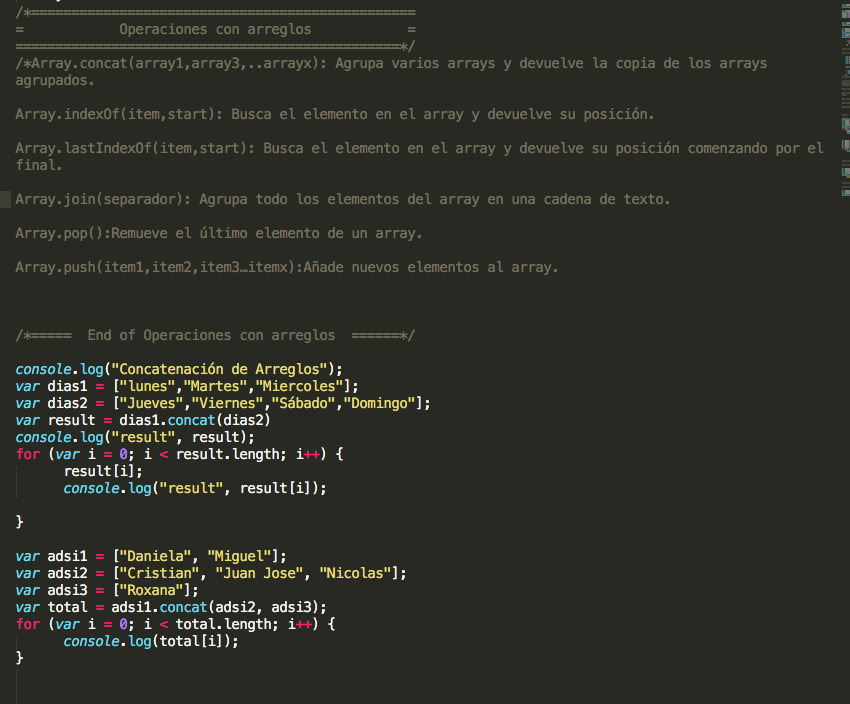 /*================================================
=            Operaciones con arreglos            =
================================================*/
/*Array.concat(array1,array3,..arrayx): Agrupa varios arrays y devuelve la copia de los arrays
agrupados.
Array.indexOf(item,start): Busca el elemento en el array y devuelve su posición.
Array.lastIndexOf(item,start): Busca el elemento en el array y devuelve su posición comenzando por el
final.
Array.join(separador): Agrupa todo los elementos del array en una cadena de texto.
Array.pop():Remueve el último elemento de un array.
Array.push(item1,item2,item3…itemx):Añade nuevos elementos al array.
/*=====  End of Operaciones con arreglos  ======*/
console.log("Concatenación de Arreglos");
var dias1 = ["lunes","Martes","Miercoles"];
var dias2 = ["Jueves","Viernes","Sábado","Domingo"];
var result = dias1.concat(dias2)
console.log("result", result);
for (var i = 0; i < result.length; i++) {
      result[i];
      console.log("result", result[i]);
}
var adsi1 = ["Daniela", "Miguel"];
var adsi2 = ["Cristian", "Juan Jose", "Nicolas"];
var adsi3 = ["Roxana"];
var total = adsi1.concat(adsi2, adsi3);
for (var i = 0; i < total.length; i++) {
      console.log(total[i]);
}